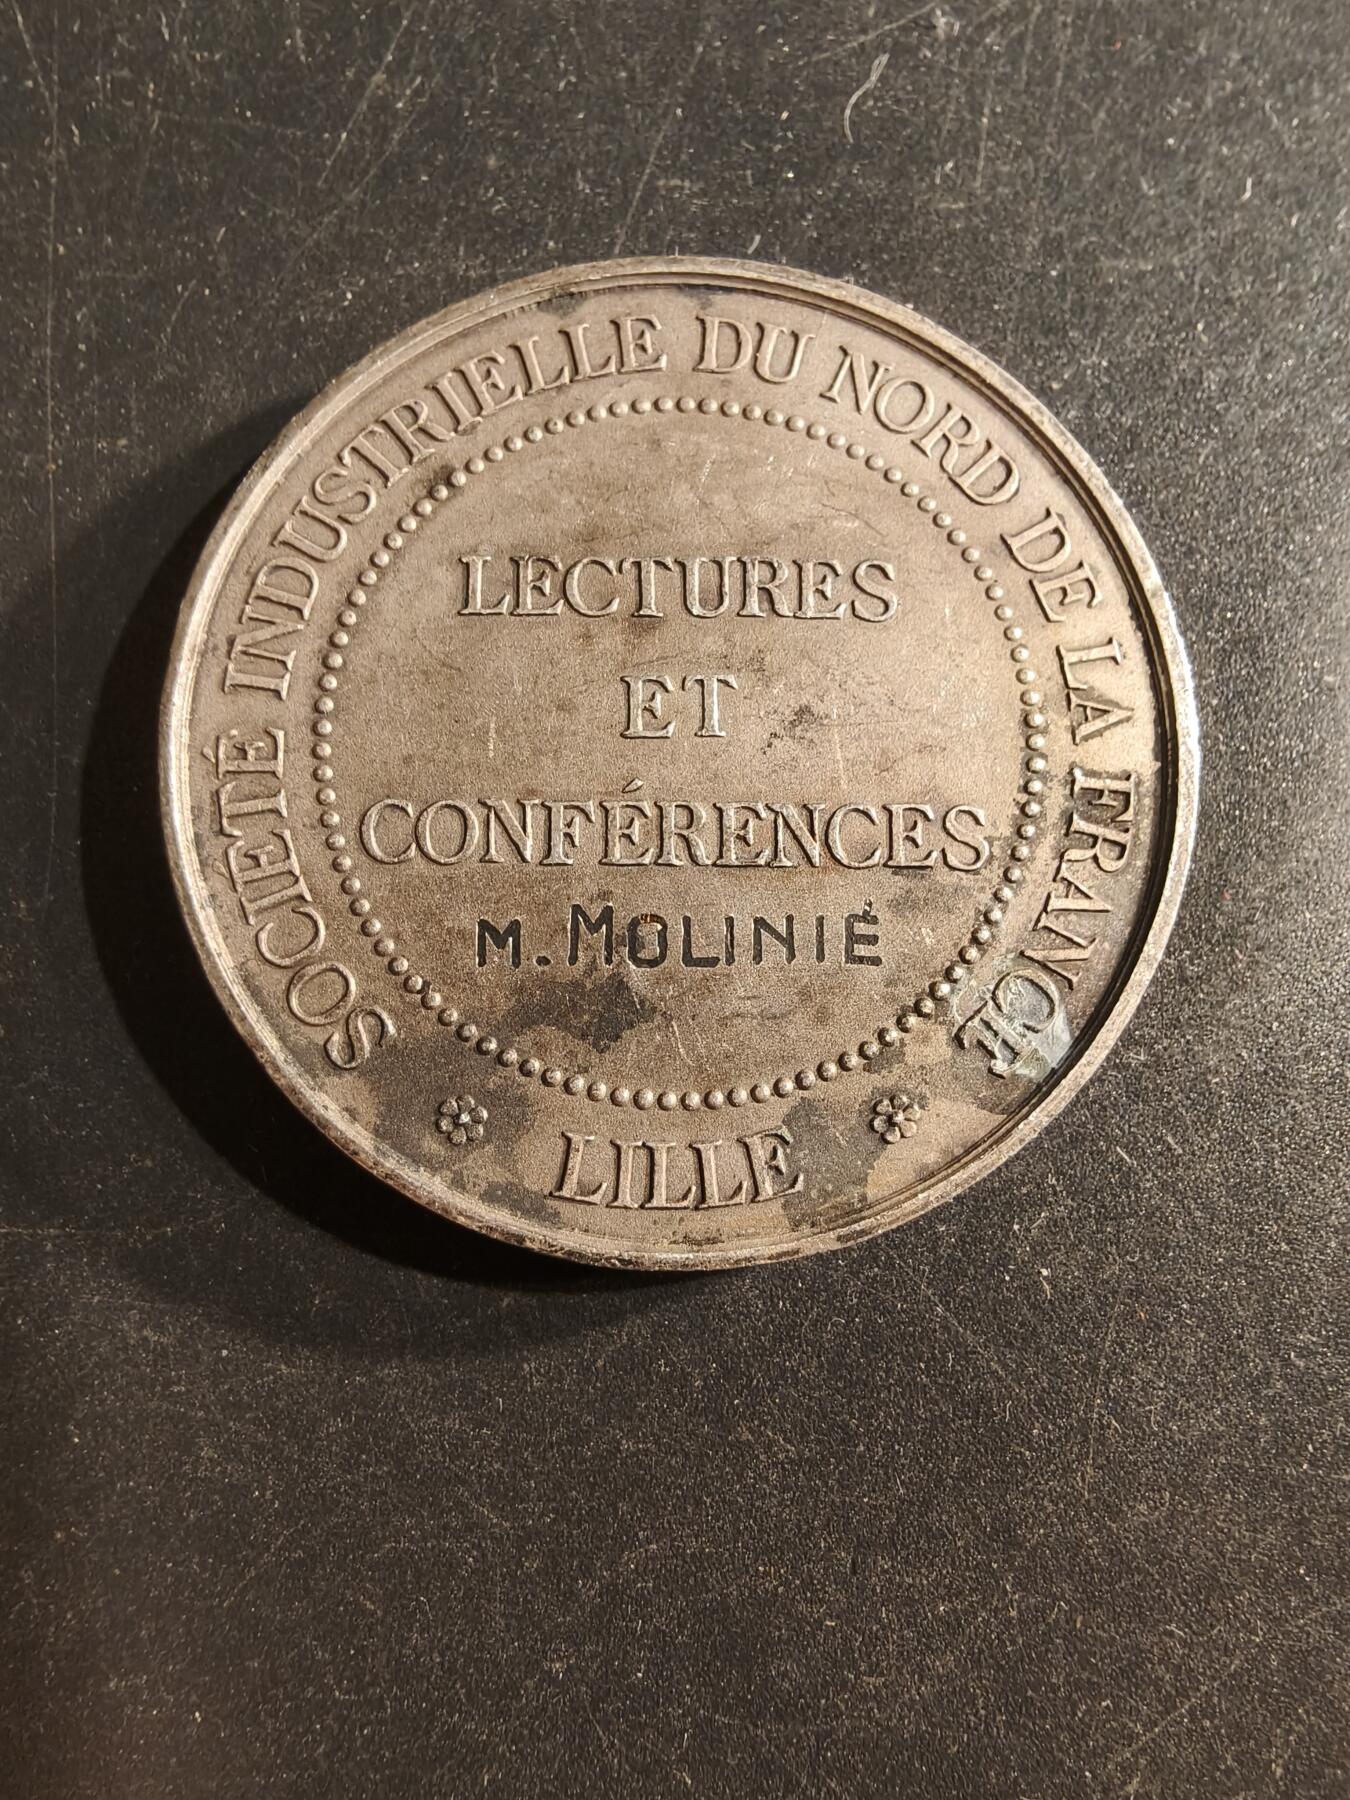 SOCIÉTÉ INDUSTRIELLE DU NORD DE LA FRANCE
LECTURES
ET
CONFÉRENCES
M. MOLINIÉ
LILLE